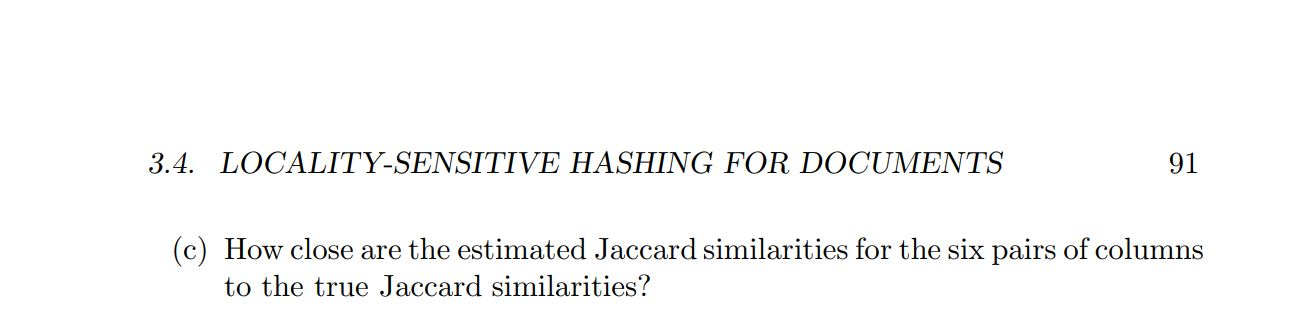 3.4. LOCALITY-SENSITIVE HASHING FOR DOCUMENTS 91
(c) How close are the estimated Jaccard similarities for the six pairs of columns
to the true Jaccard similarities?